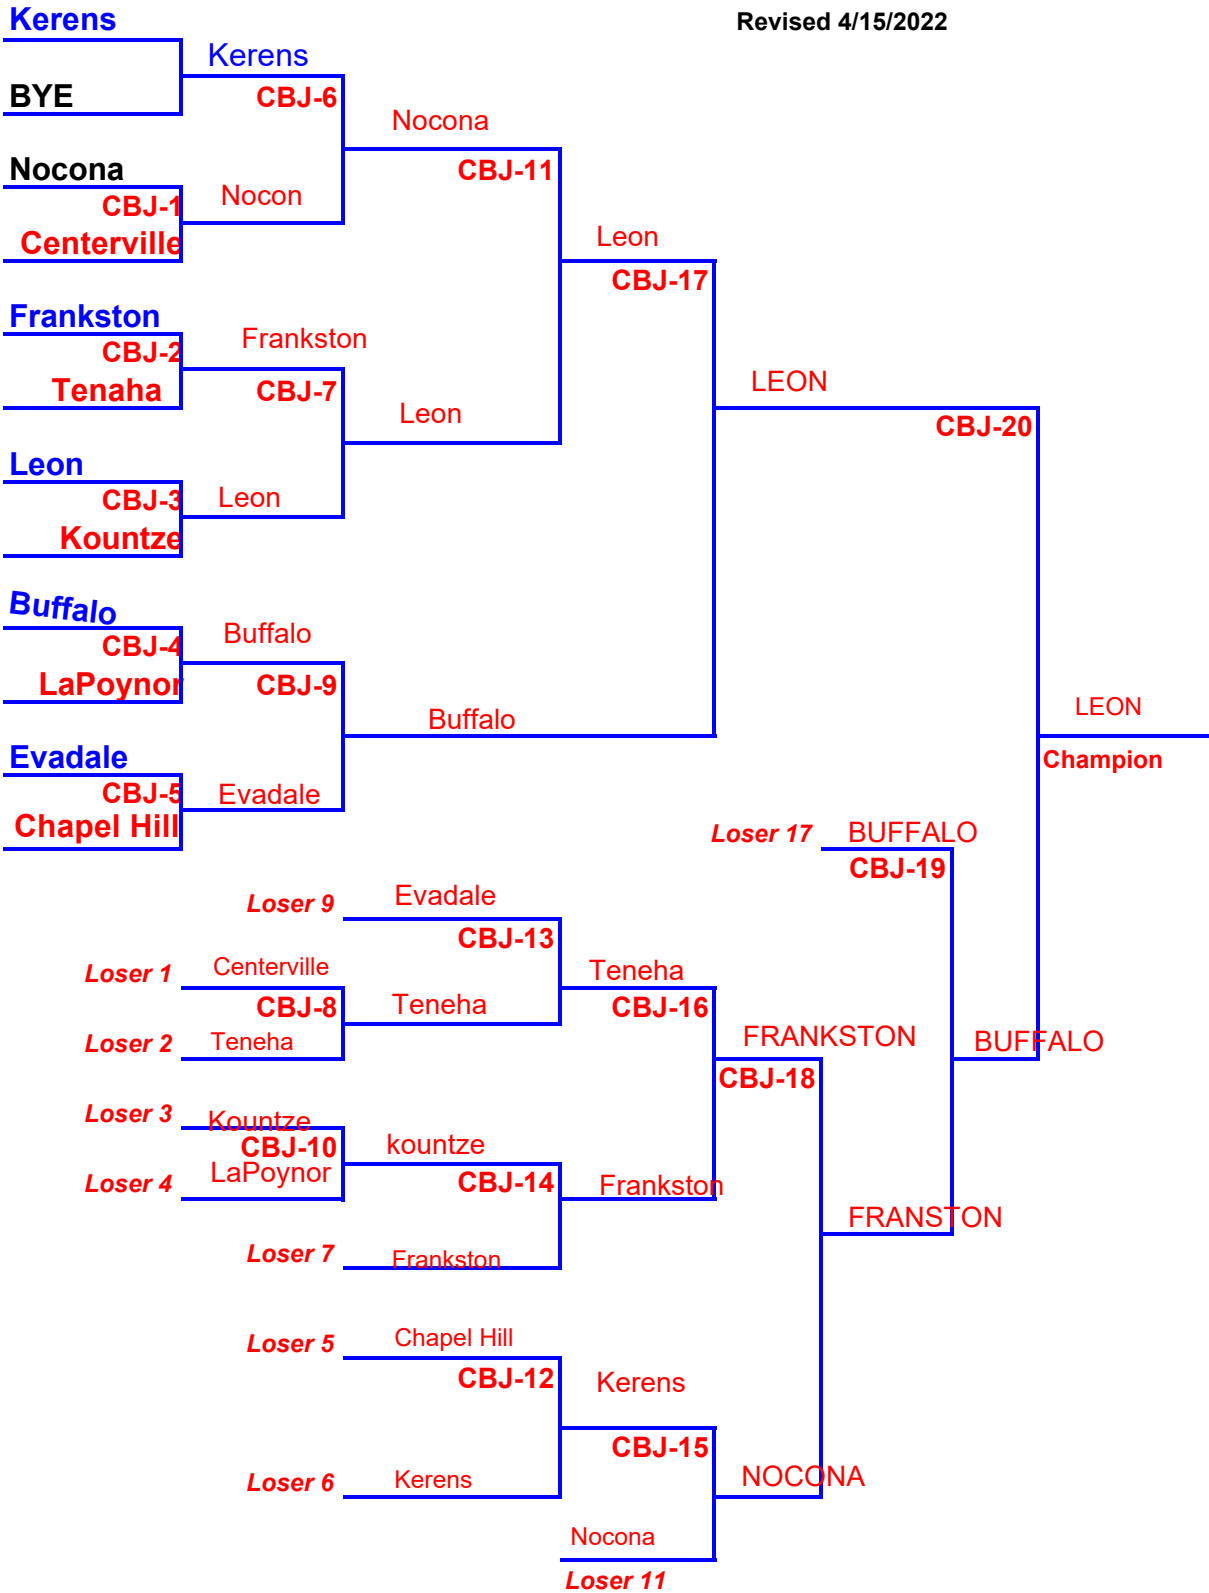 Kerens
Revised 4/15/2022
Kerens
BYE
CBJ-6
Nocona
Nocona
CBJ-11
CBJ-1
Nocon
Centerville
Leon
CBJ-17
Frankston
Frankston
CBJ-2
Tenaha
CBJ-7
LEON
Leon
CBJ-20
Leon
CBJ-3
Leon
Kountze
Buffalo
Buffalo
CBJ-4
LaPoynor
CBJ-9
Buffalo
LEON
Evadale
Champion
CBJ-5
Evadale
Chapel Hill
Loser 17
BUFFALO
CBJ-19
Loser 9
Evadale
CBJ-13
Loser 1
Centerville
Teneha
CBJ-8
Teneha
CBJ-16
Loser 2
Teneha
FRANKSTON
BUFFALO
CBJ-18
Loser 3
Kountze
CBJ-10
kountze
Loser 4
LaPoynor
CBJ-14
Frankston
FRANSTON
Loser 7
Frankston
Loser 5
Chapel Hill
CBJ-12
Kerens
CBJ-15
Loser 6
Kerens
NOCONA
Nocona
Loser 11